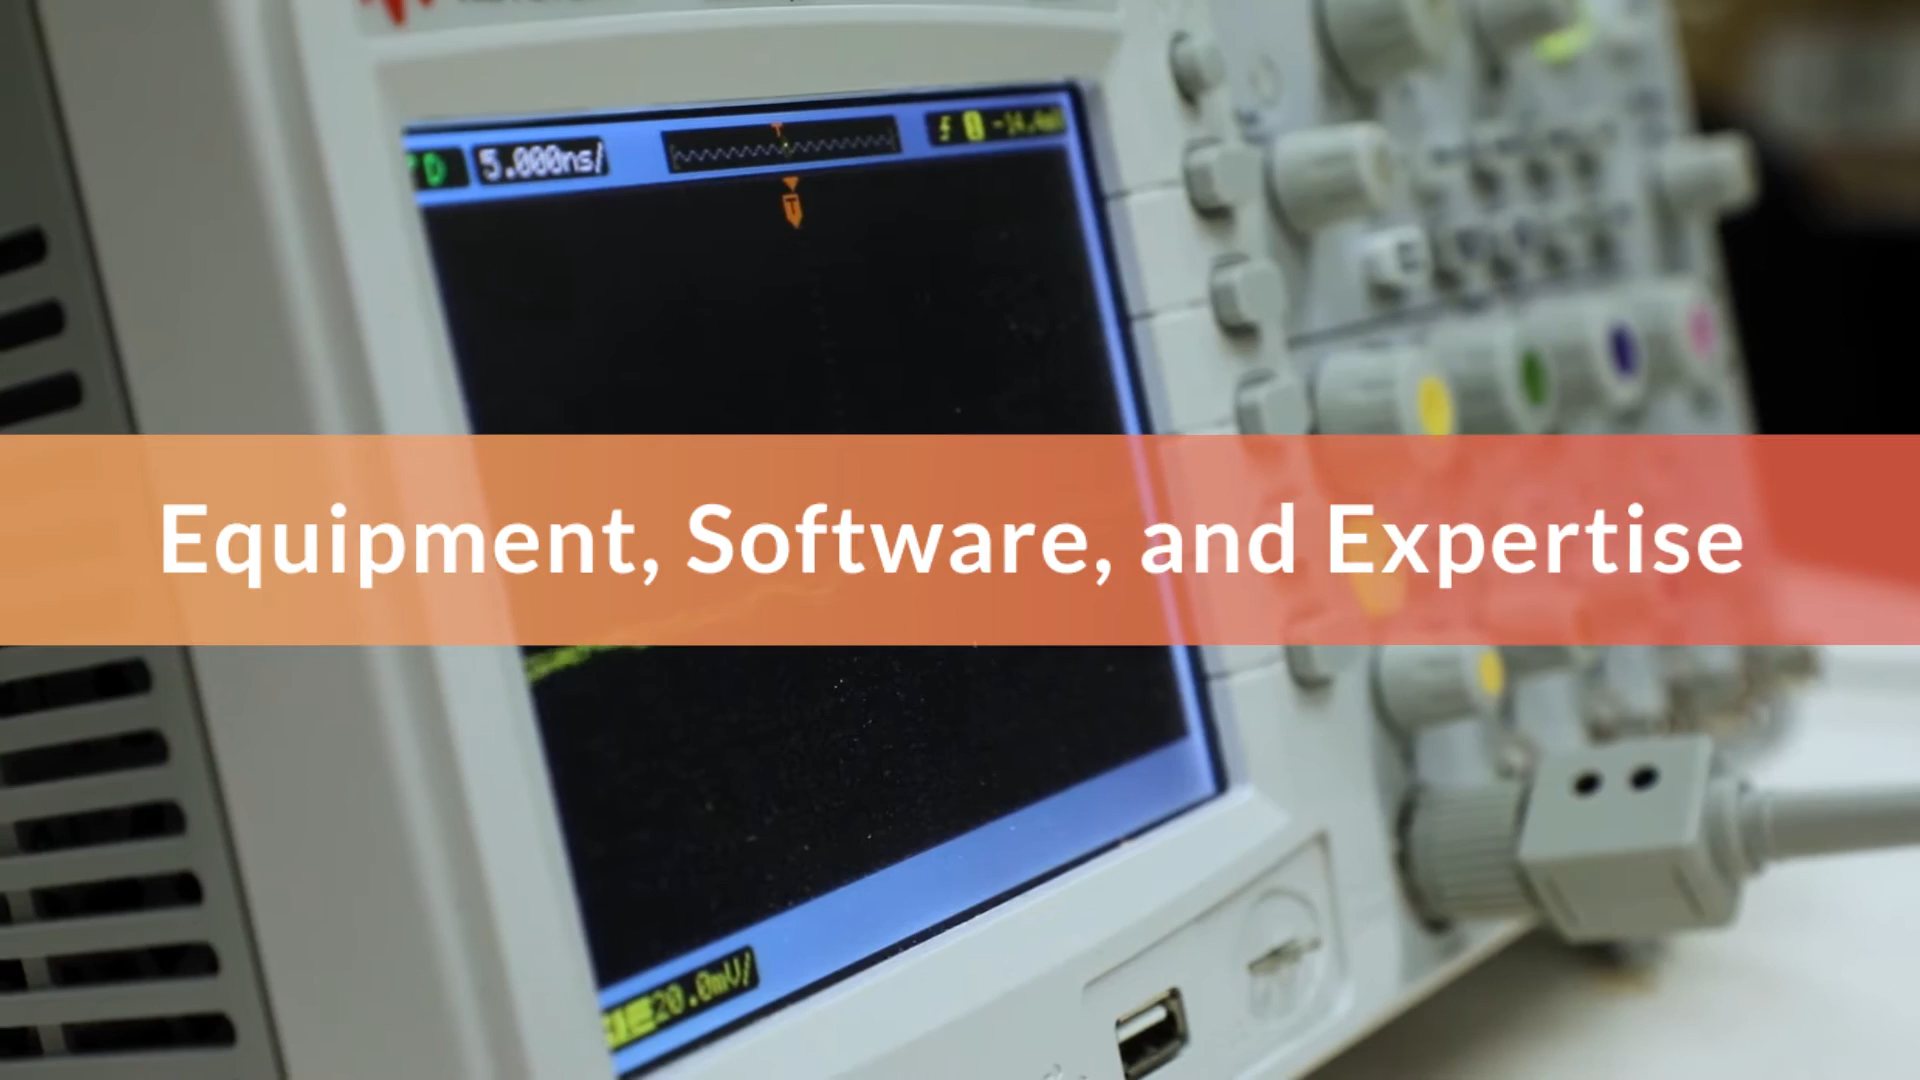 5.000ns/
T
Equipment, Software, and Expertise
20.0mV/